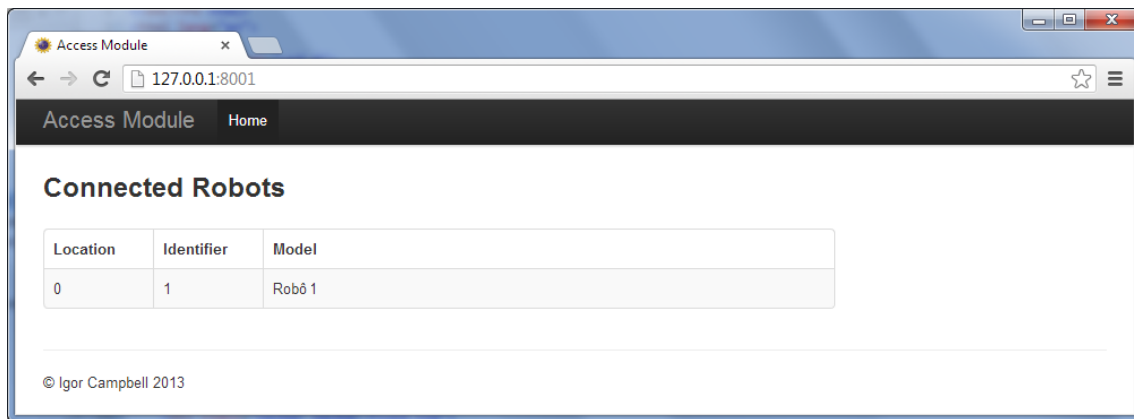 Access Module
127.0.0.1:8001
Access Module Home
Connected Robots
Location Identifier Model
0 1 Robô 1
© Igor Campbell 2013